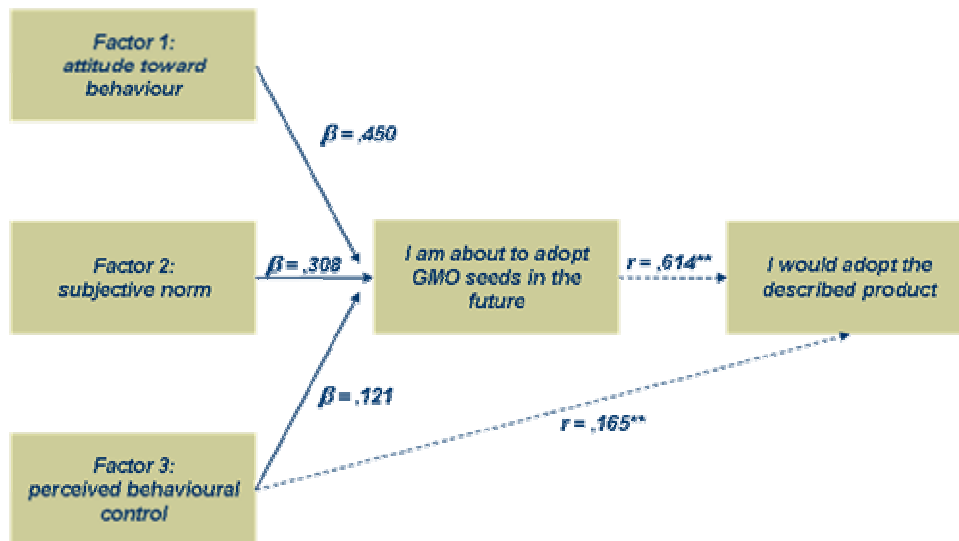 Factor 1:
attitude toward
behaviour
β = ,450
Factor 2:
subjective norm
β = ,308
I am about to adopt
GMO seeds in the
future
r = ,614**
I would adopt the
described product
β = ,121
r = ,165**
Factor 3:
perceived behavioural
control